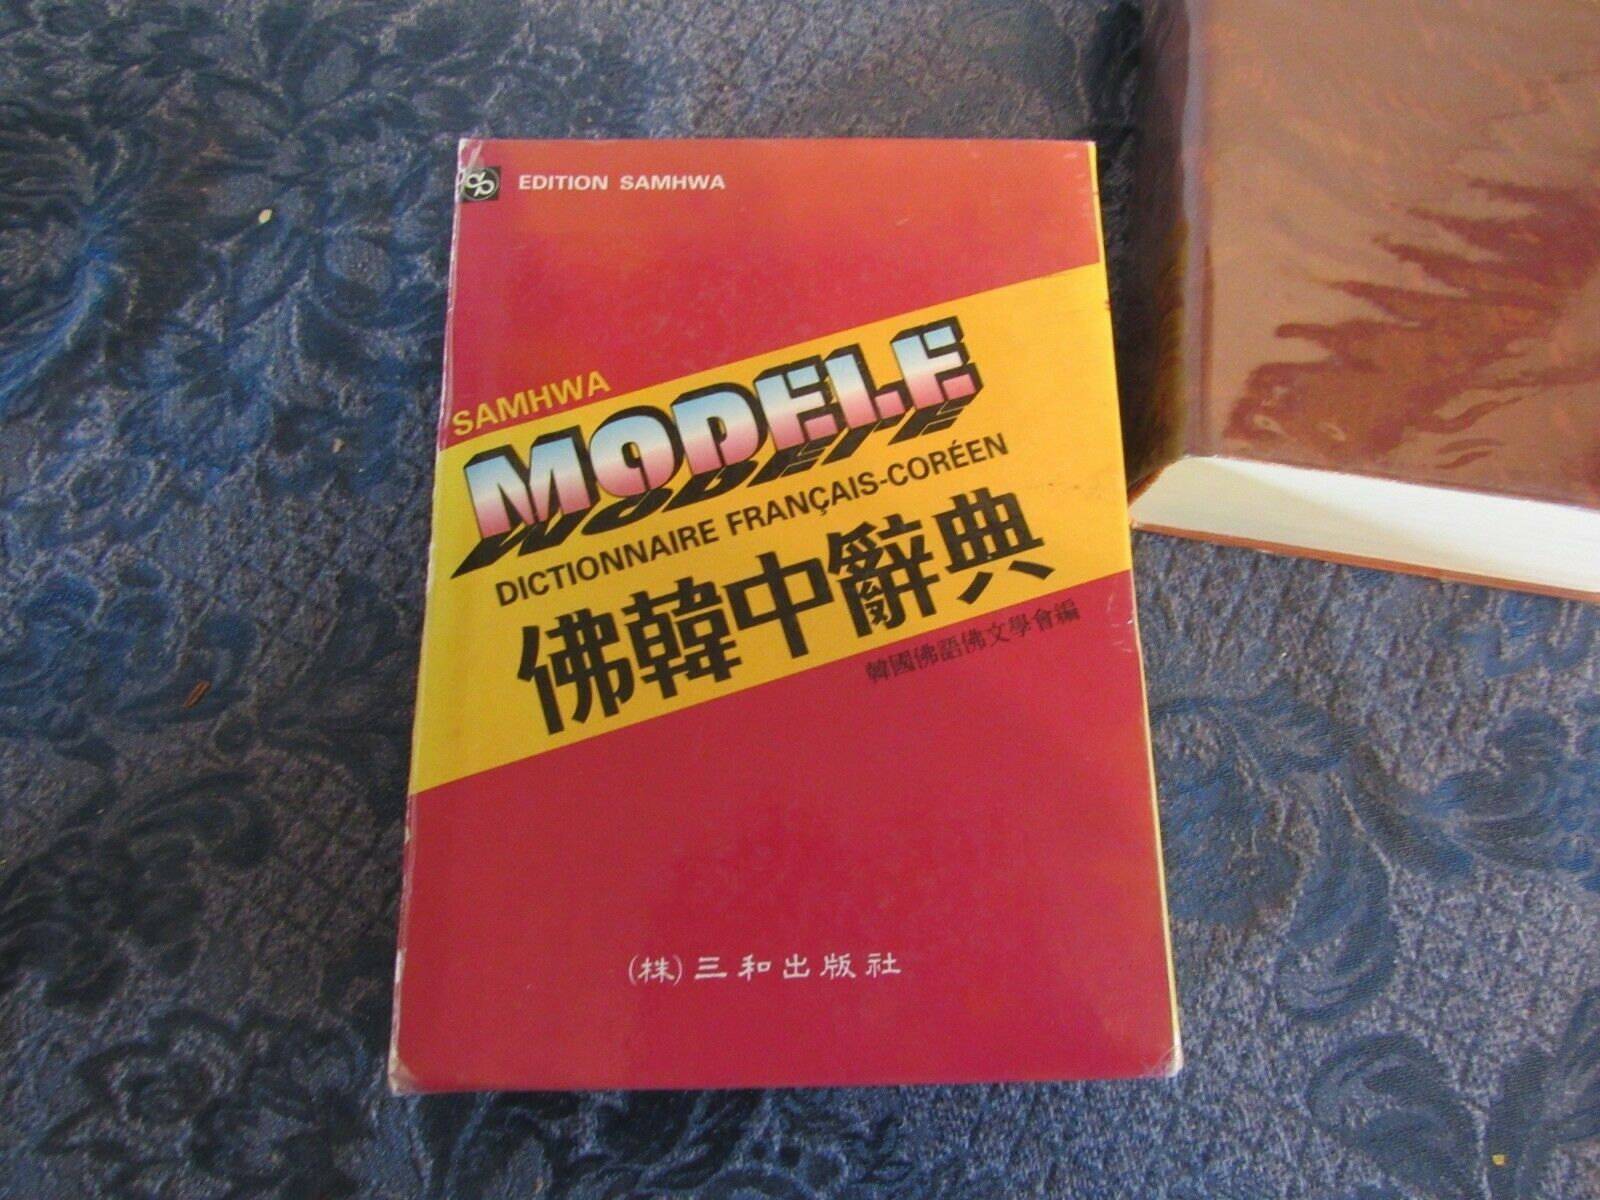 EDITION SAMHWA
SAMHWA
MODELE
DICTIONNAIRE FRANÇAIS-CORÉEN
佛韓中辭典
韓國佛語佛文學會編
(株)三和出版社